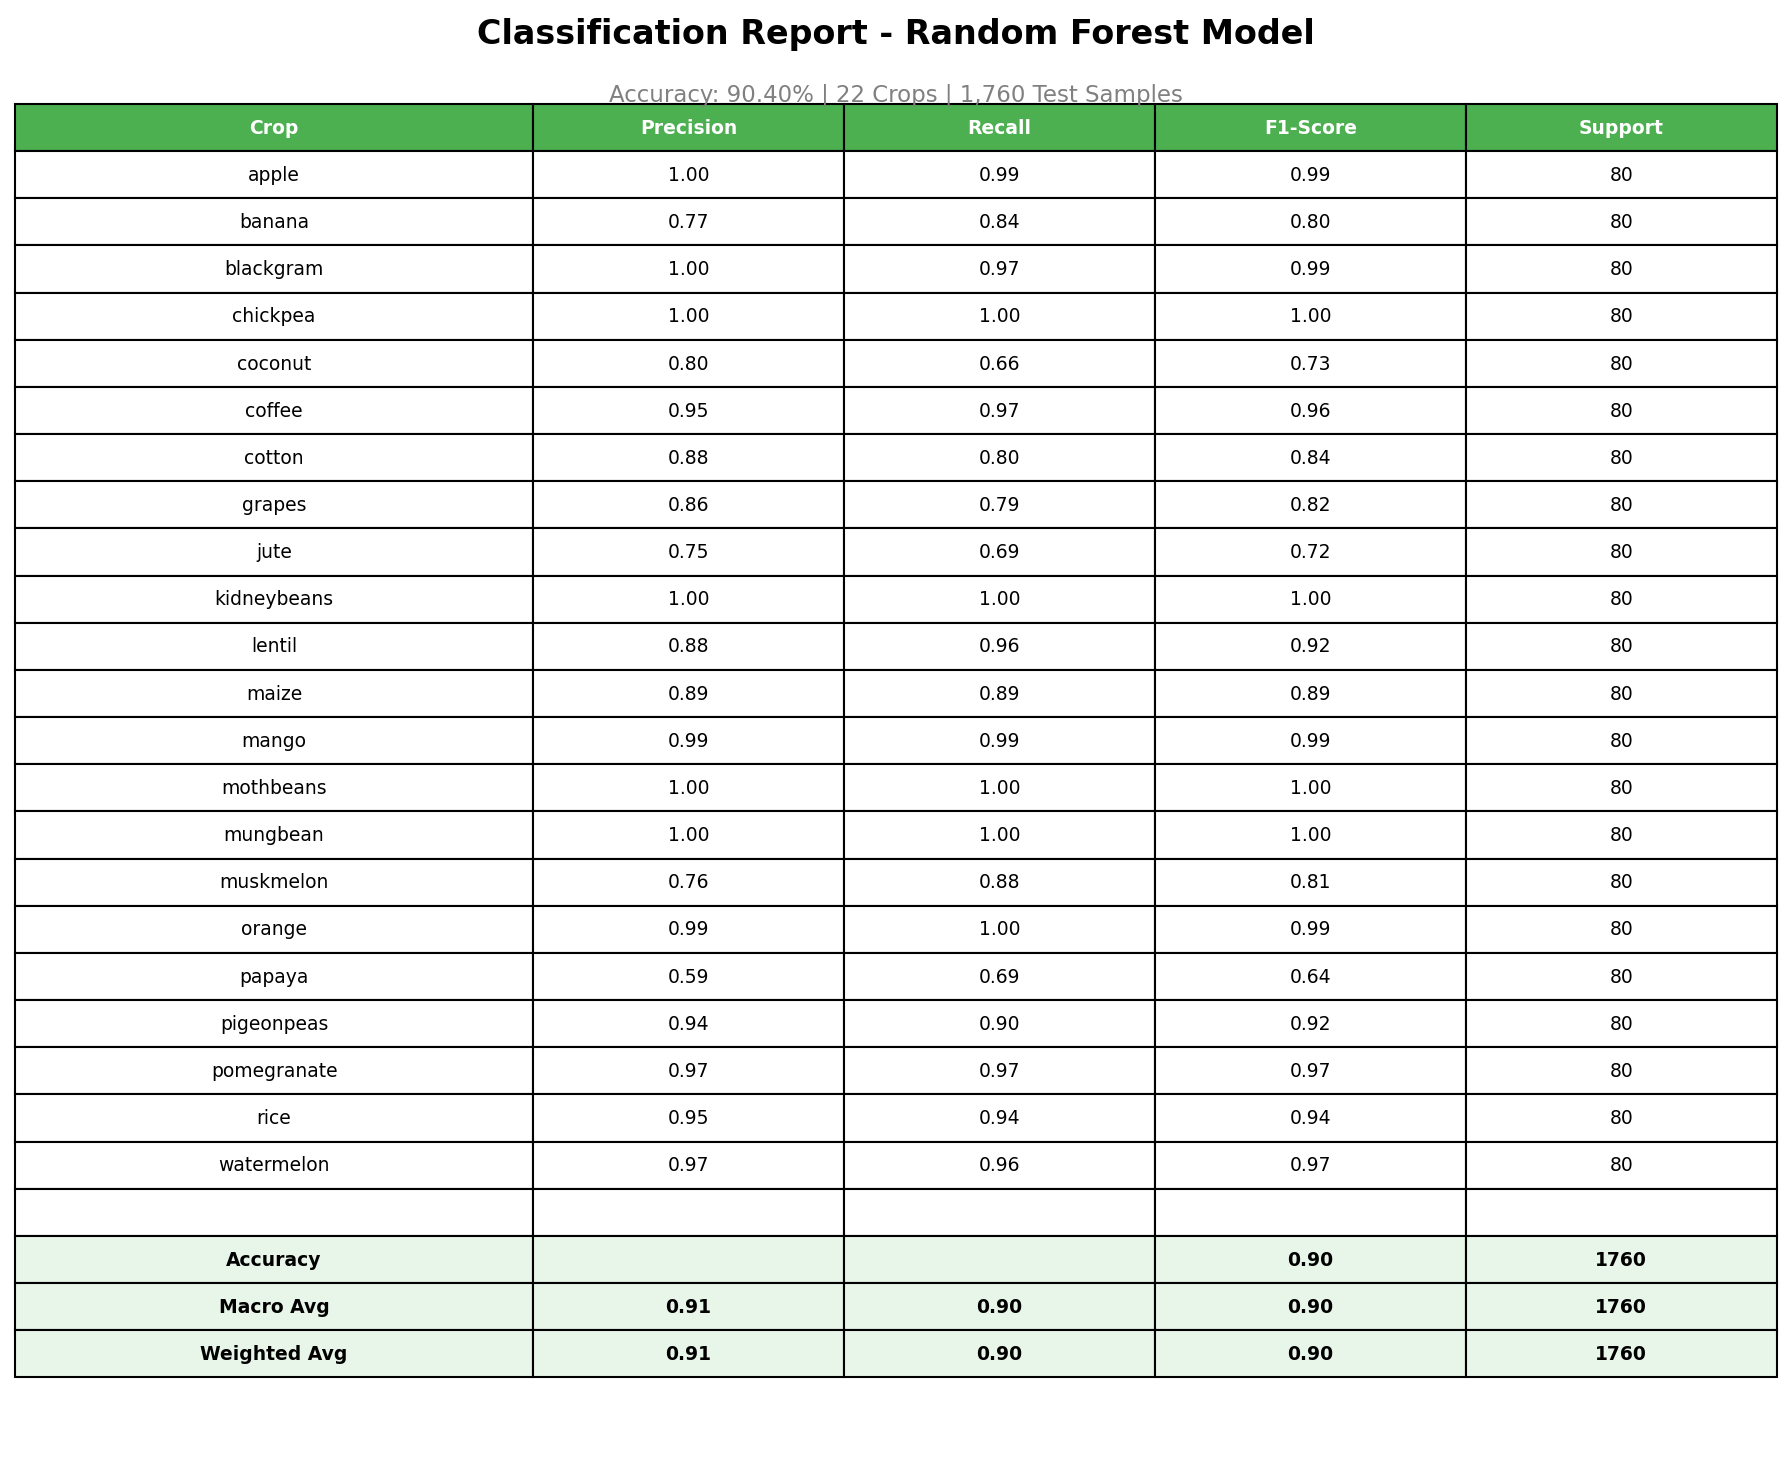 Classification Report - Random Forest Model
Accuracy: 90.40% | 22 Crops | 1,760 Test Samples
Crop Precision Recall F1-Score Support
apple 1.00 0.99 0.99 80
banana 0.77 0.84 0.80 80
blackgram 1.00 0.97 0.99 80
chickpea 1.00 1.00 1.00 80
coconut 0.80 0.66 0.73 80
coffee 0.95 0.97 0.96 80
cotton 0.88 0.80 0.84 80
grapes 0.86 0.79 0.82 80
jute 0.75 0.69 0.72 80
kidneybeans 1.00 1.00 1.00 80
lentil 0.88 0.96 0.92 80
maize 0.89 0.89 0.89 80
mango 0.99 0.99 0.99 80
mothbeans 1.00 1.00 1.00 80
mungbean 1.00 1.00 1.00 80
muskmelon 0.76 0.88 0.81 80
orange 0.99 1.00 0.99 80
papaya 0.59 0.69 0.64 80
pigeonpeas 0.94 0.90 0.92 80
pomegranate 0.97 0.97 0.97 80
rice 0.95 0.94 0.94 80
watermelon 0.97 0.96 0.97 80
Accuracy 0.90 1760
Macro Avg 0.91 0.90 0.90 1760
Weighted Avg 0.91 0.90 0.90 1760